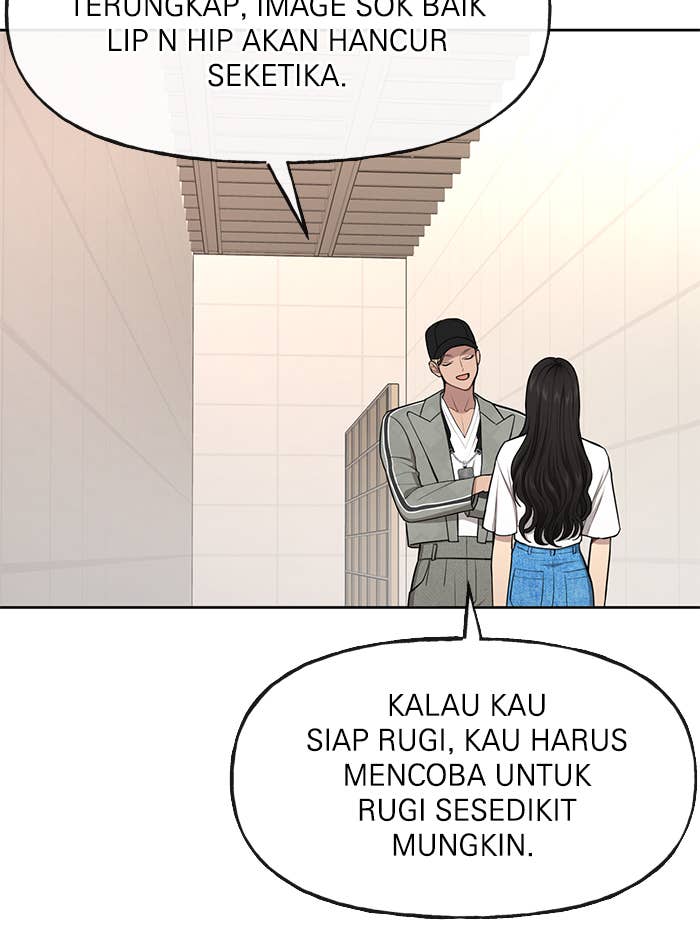 TERUNGKAP, IMAGE SOK BAIK
LIP N HIP AKAN HANCUR
SEKETIKA.
KALAU KAU
SIAP RUGI, KAU HARUS
MENCOBA UNTUK
RUGI SESEDIKIT
MUNGKIN.